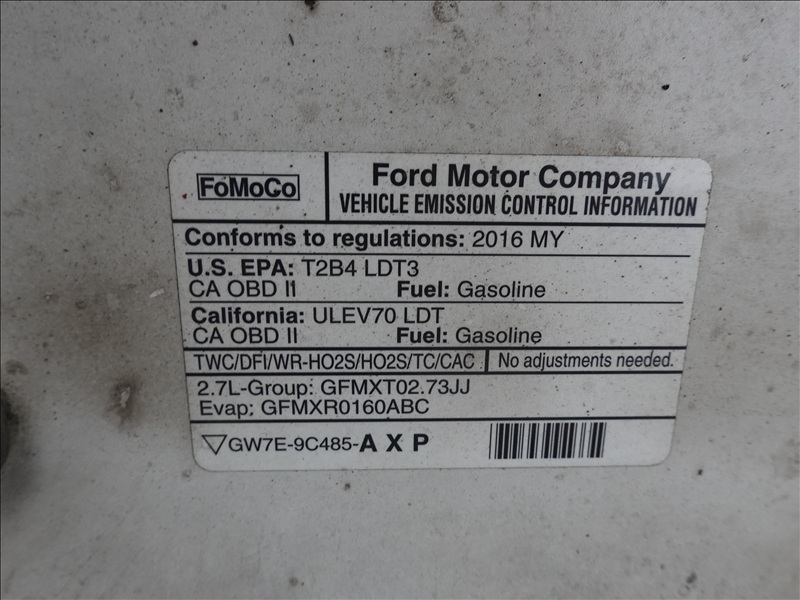 FoMoCo
Ford Motor Company
VEHICLE EMISSION CONTROL INFORMATION
Conforms to regulations: 2016 MY
U.S. EPA: T2B4 LDT3
CA OBD II Fuel: Gasoline
California: ULEV70 LDT
CA OBD II Fuel: Gasoline
TWC/DFI/WR-HO2S/HO2S/TC/CAC No adjustments needed.
2.7L-Group: GFMXT02.73JJ
Evap: GFMXR0160ABC
GW7E-9C485-A X P